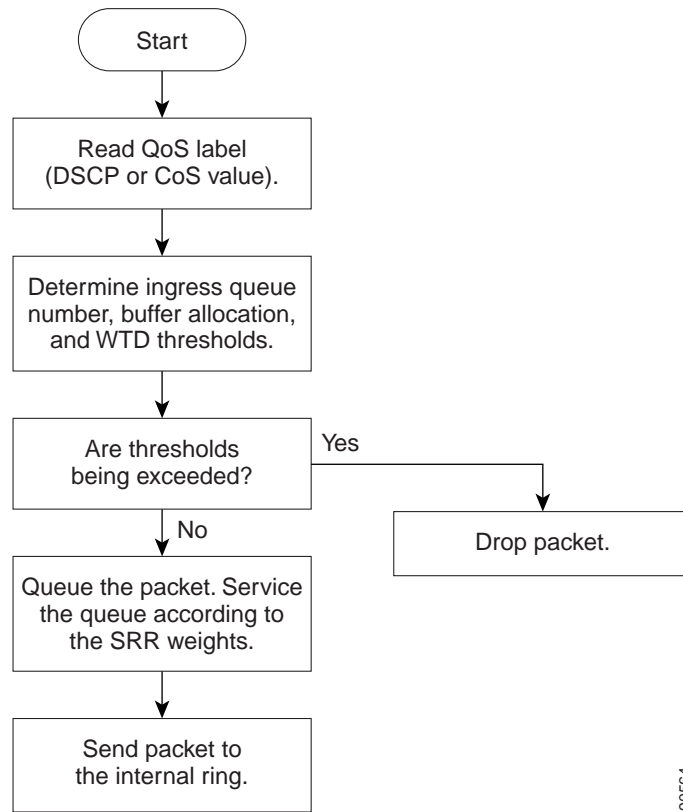 Start
Read QoS label
(DSCP or CoS value).
Determine ingress queue
number, buffer allocation,
and WTD thresholds.
Are thresholds
being exceeded?
Yes
Drop packet.
No
Queue the packet. Service
the queue according to
the SRR weights.
Send packet to
the internal ring.